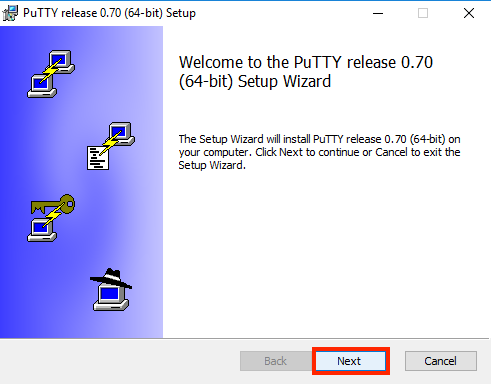 PuTTY release 0.70 (64-bit) Setup
Welcome to the PuTTY release 0.70
(64-bit) Setup Wizard
The Setup Wizard will install PuTTY release 0.70 (64-bit) on
your computer. Click Next to continue or Cancel to exit the
Setup Wizard.
Back
Next
Cancel